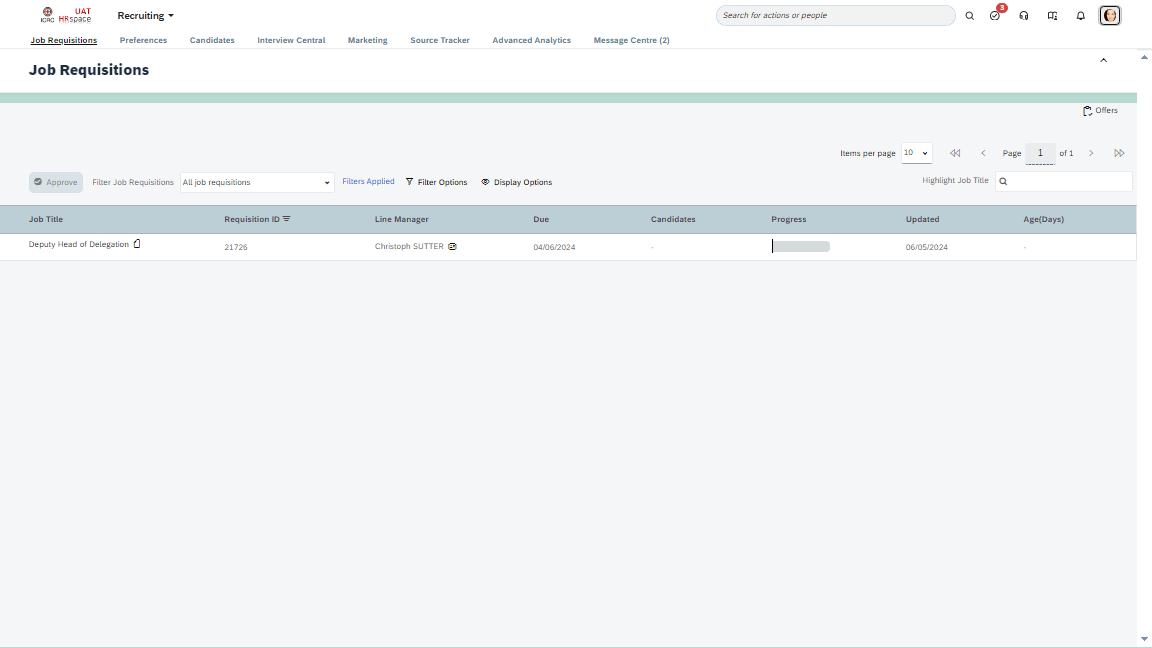 ICRC UAT HRspace Recruiting Search for actions or people 3
Job Requisitions Preferences Candidates Interview Central Marketing Source Tracker Advanced Analytics Message Centre (2)
Job Requisitions
Offers
Items per page 10 Page 1 of 1
Approve Filter Job Requisitions All job requisitions Filters Applied Filter Options Display Options Highlight Job Title
Job Title Requisition ID Line Manager Due Candidates Progress Updated Age(Days)
Deputy Head of Delegation 21726 Christoph SUTTER 04/06/2024 - 06/05/2024 -